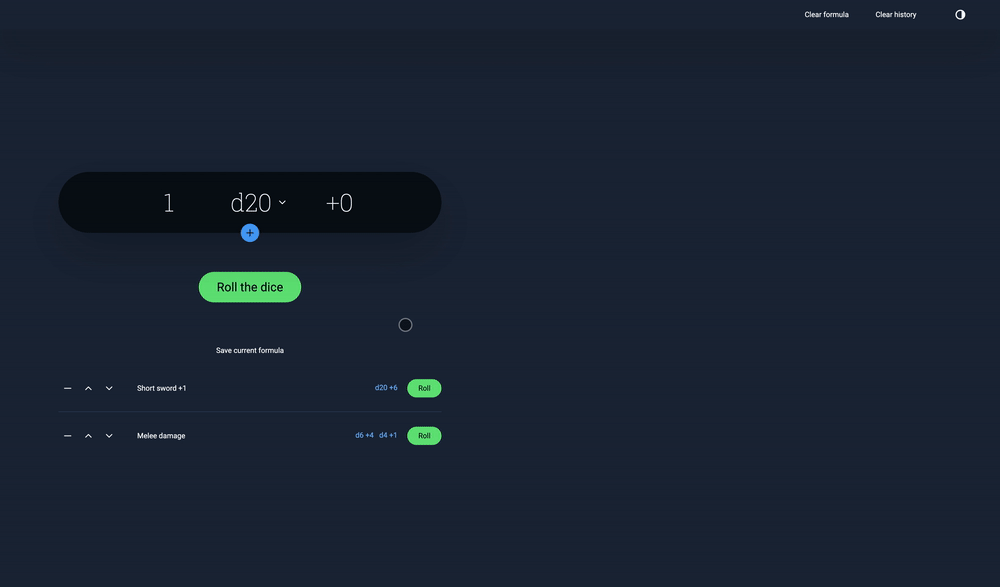 Clear formula Clear history
1 d20 +0
Roll the dice
Save current formula
Short sword +1 d20 +6 Roll
Melee damage d6 +4 d4 +1 Roll